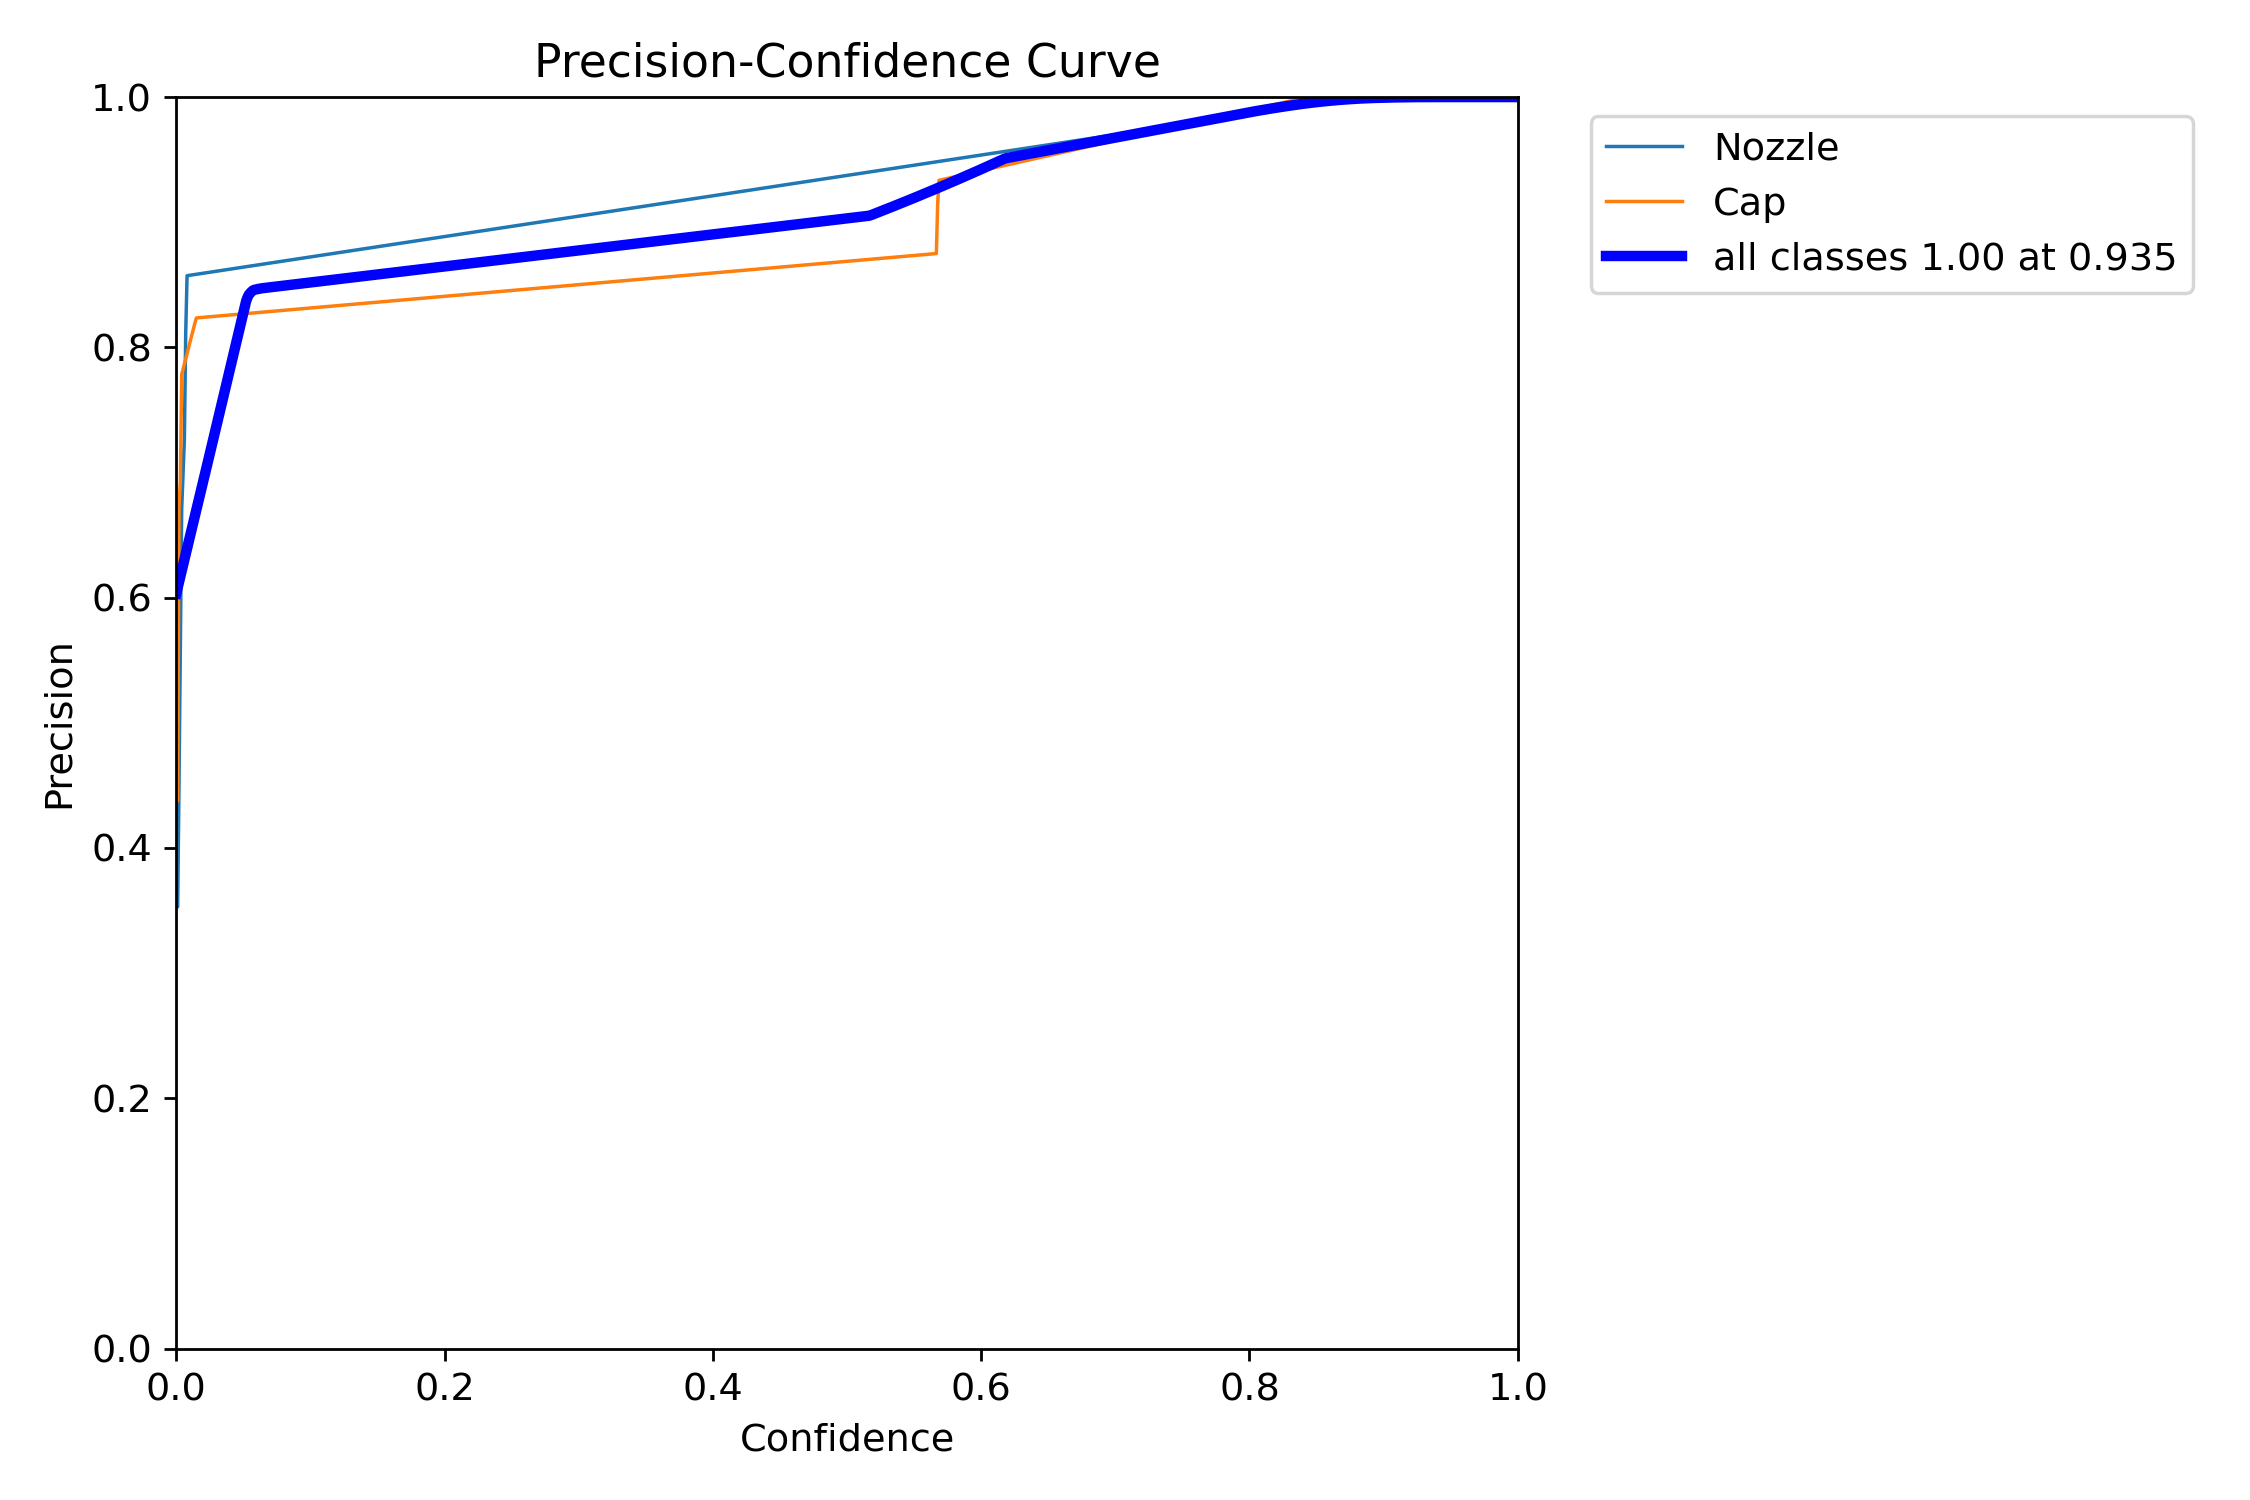 Precision-Confidence Curve
1.0
0.8
0.6
0.4
0.2
0.0
Precision
0.0 0.2 0.4 0.6 0.8 1.0
Confidence
Nozzle
Cap
all classes 1.00 at 0.935